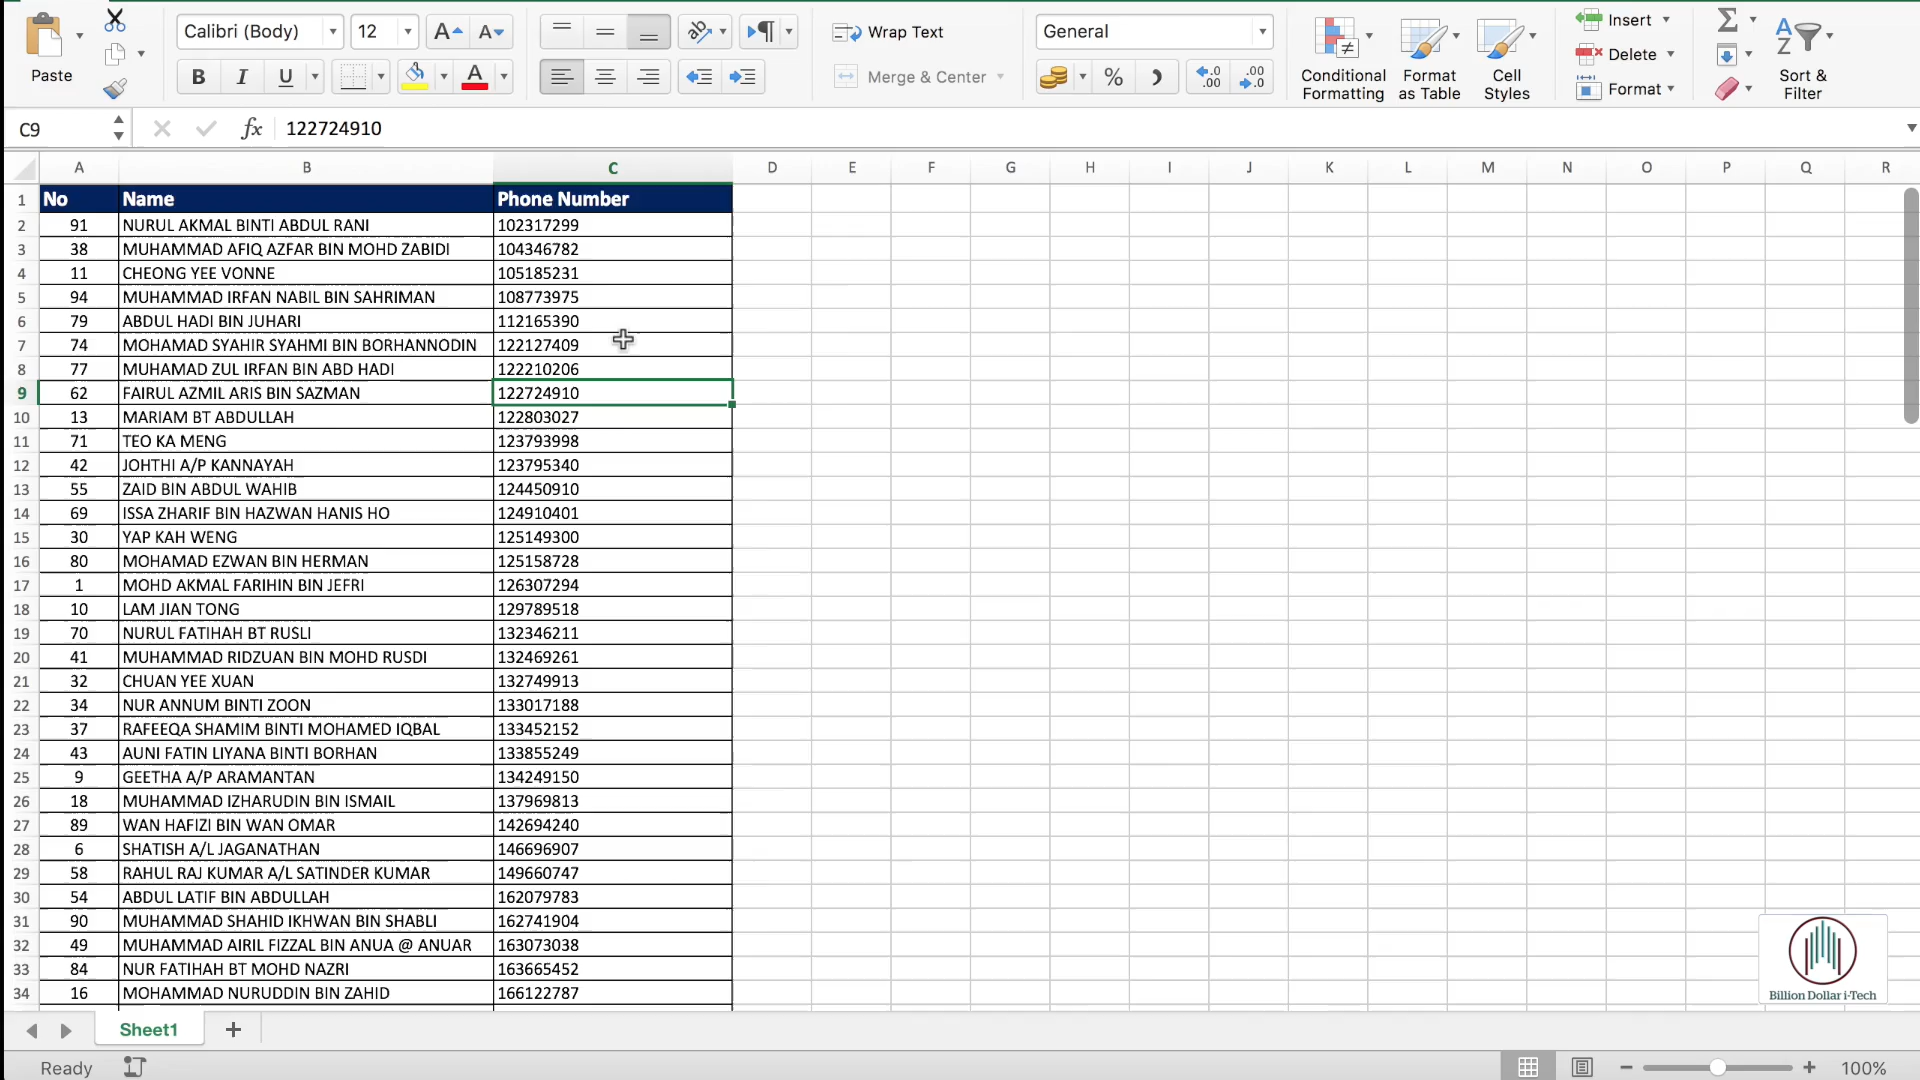 Paste
Calibri (Body)
12
Wrap Text
Merge & Center
General
Conditional Formatting
Format as Table
Cell Styles
Insert
Delete
Format
Sort & Filter
C9
fx 122724910
A B C D E F G H I J K L M N O P Q R
1 No Name Phone Number
2 91 NURUL AKMAL BINTI ABDUL RANI 102317299
3 38 MUHAMMAD AFIQ AZFAR BIN MOHD ZABIDI 104346782
4 11 CHEONG YEE VONNE 105185231
5 94 MUHAMMAD IRFAN NABIL BIN SAHRIMAN 108773975
6 79 ABDUL HADI BIN JUHARI 112165390
7 74 MOHAMAD SYAHIR SYAHMI BIN BORHANNODIN 122127409
8 77 MUHAMAD ZUL IRFAN BIN ABD HADI 122210206
9 62 FAIRUL AZMIL ARIS BIN SAZMAN 122724910
10 13 MARIAM BT ABDULLAH 122803027
11 71 TEO KA MENG 123793998
12 42 JOHTHI A/P KANNAYAH 123795340
13 55 ZAID BIN ABDUL WAHIB 124450910
14 69 ISSA ZHARIF BIN HAZWAN HANIS HO 124910401
15 30 YAP KAH WENG 125149300
16 80 MOHAMAD EZWAN BIN HERMAN 125158728
17 1 MOHD AKMAL FARIHIN BIN JEFRI 126307294
18 10 LAM JIAN TONG 129789518
19 70 NURUL FATIHAH BT RUSLI 132346211
20 41 MUHAMMAD RIDZUAN BIN MOHD RUSDI 132469261
21 32 CHUAN YEE XUAN 132749913
22 34 NUR ANNUM BINTI ZOON 133017188
23 37 RAFEEQA SHAMIM BINTI MOHAMED IQBAL 133452152
24 43 AUNI FATIN LIYANA BINTI BORHAN 133855249
25 9 GEETHA A/P ARAMANTAN 134249150
26 18 MUHAMMAD IZHARUDIN BIN ISMAIL 137969813
27 89 WAN HAFIZI BIN WAN OMAR 142694240
28 6 SHATISH A/L JAGANATHAN 146696907
29 58 RAHUL RAJ KUMAR A/L SATINDER KUMAR 149660747
30 54 ABDUL LATIF BIN ABDULLAH 162079783
31 90 MUHAMMAD SHAHID IKHWAN BIN SHABLI 162741904
32 49 MUHAMMAD AIRIL FIZZAL BIN ANUA @ ANUAR 163073038
33 84 NUR FATIHAH BT MOHD NAZRI 163665452
34 16 MOHAMMAD NURUDDIN BIN ZAHID 166122787
Billion Dollar i-Tech
Sheet1
Ready
100%